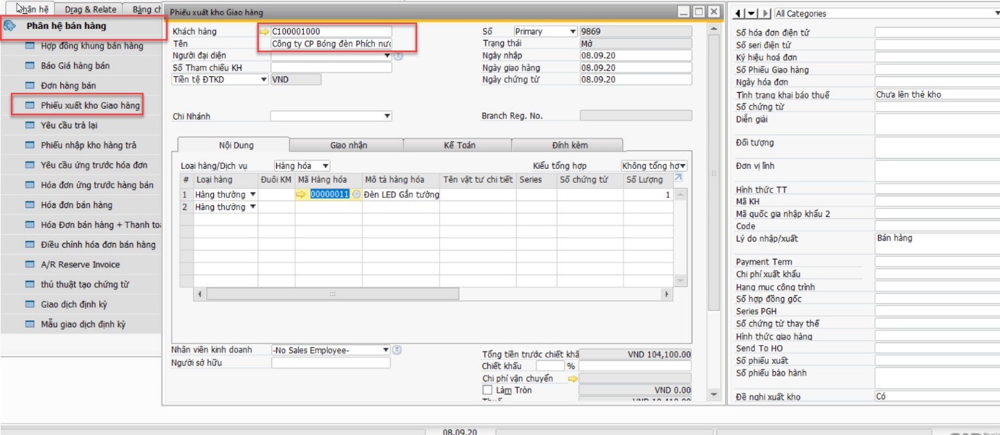 Phân hệ
Drag & Relate
Bảng ch
Phân hệ bán hàng
Hợp đồng khung bán hàng
Báo Giá hàng bán
Đơn hàng bán
Phiếu xuất kho Giao hàng
Yêu cầu trả lại
Phiếu nhập kho hàng trả
Yêu cầu ứng trước hóa đơn
Hóa đơn ứng trước hàng bán
Hóa đơn bán hàng
Hóa Đơn bán hàng + Thanh toá
Điều chỉnh hóa đơn bán hàng
A/R Reserve Invoice
thủ thuật tạo chứng từ
Giao dịch định kỳ
Mẫu giao dịch định kỳ
Phiếu xuất kho Giao hàng
Khách hàng C100001000
Tên Công ty CP Bóng đèn Phích nướ
Người đại diện
Số Tham chiếu KH
Tiền tệ ĐTKD VND
Chi Nhánh
Số Primary 9869
Trạng thái Mở
Ngày nhập 08.09.20
Ngày giao hàng 08.09.20
Ngày chứng từ 08.09.20
Branch Reg. No.
Nội Dung Giao nhận Kế Toán Đính kèm
Loại hàng/Dịch vụ Hàng hóa Kiểu tổng hợp Không tổng hợ
# Loại hàng Đuôi KM Mã Hàng hóa Mô tả hàng hóa Tên vật tư chi tiết Series Số chứng từ Số Lượng
1 Hàng thường 00000011 Đèn LED Gắn tường 1
2 Hàng thường
Nhân viên kinh doanh -No Sales Employee-
Người sở hữu
Tổng tiền trước chiết khấ VND 104,100.00
Chiết khấu %
Chi phí vận chuyển
Làm Tròn VND 0.00
Thuế VND 10,410.00
All Categories
Số hóa đơn điện tử
Số seri điện tử
Ký hiệu hoá đơn
Số Phiếu Giao hàng
Ngày hóa đơn
Tình trạng khai báo thuế Chưa lên thẻ kho
Số chứng từ
Diễn giải
Đối tượng
Đơn vị lĩnh
Hình thức TT
Mã KH
Mã quốc gia nhập khẩu 2
Code
Lý do nhập/xuất Bán hàng
Payment Term
Chi phí xuất khẩu
Hạng mục công trình
Số hợp đồng gốc
Series PGH
Số chứng từ thay thế
Hình thức giao hàng
Send To HO
Số phiếu xuất
Số phiếu bảo hành
Đề nghị xuất kho Có
08.09.20